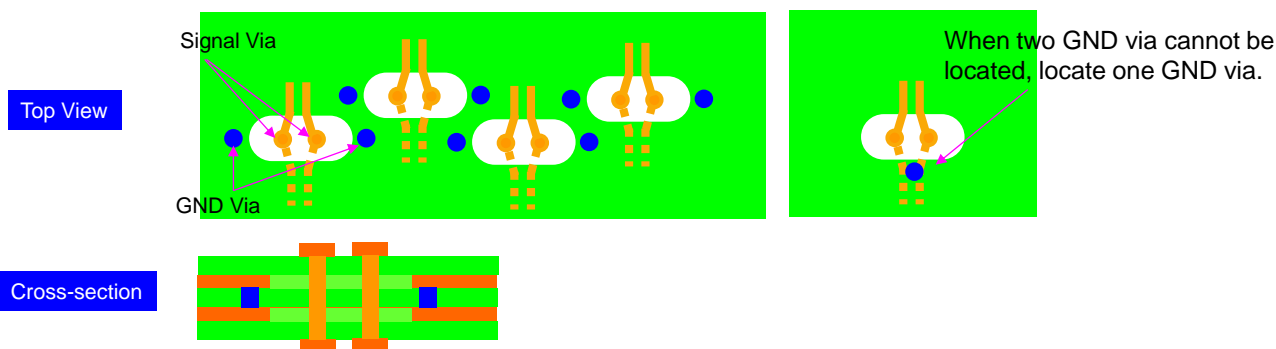 Signal Via
When two GND via cannot be
located, locate one GND via.
Top View
GND Via
Cross-section